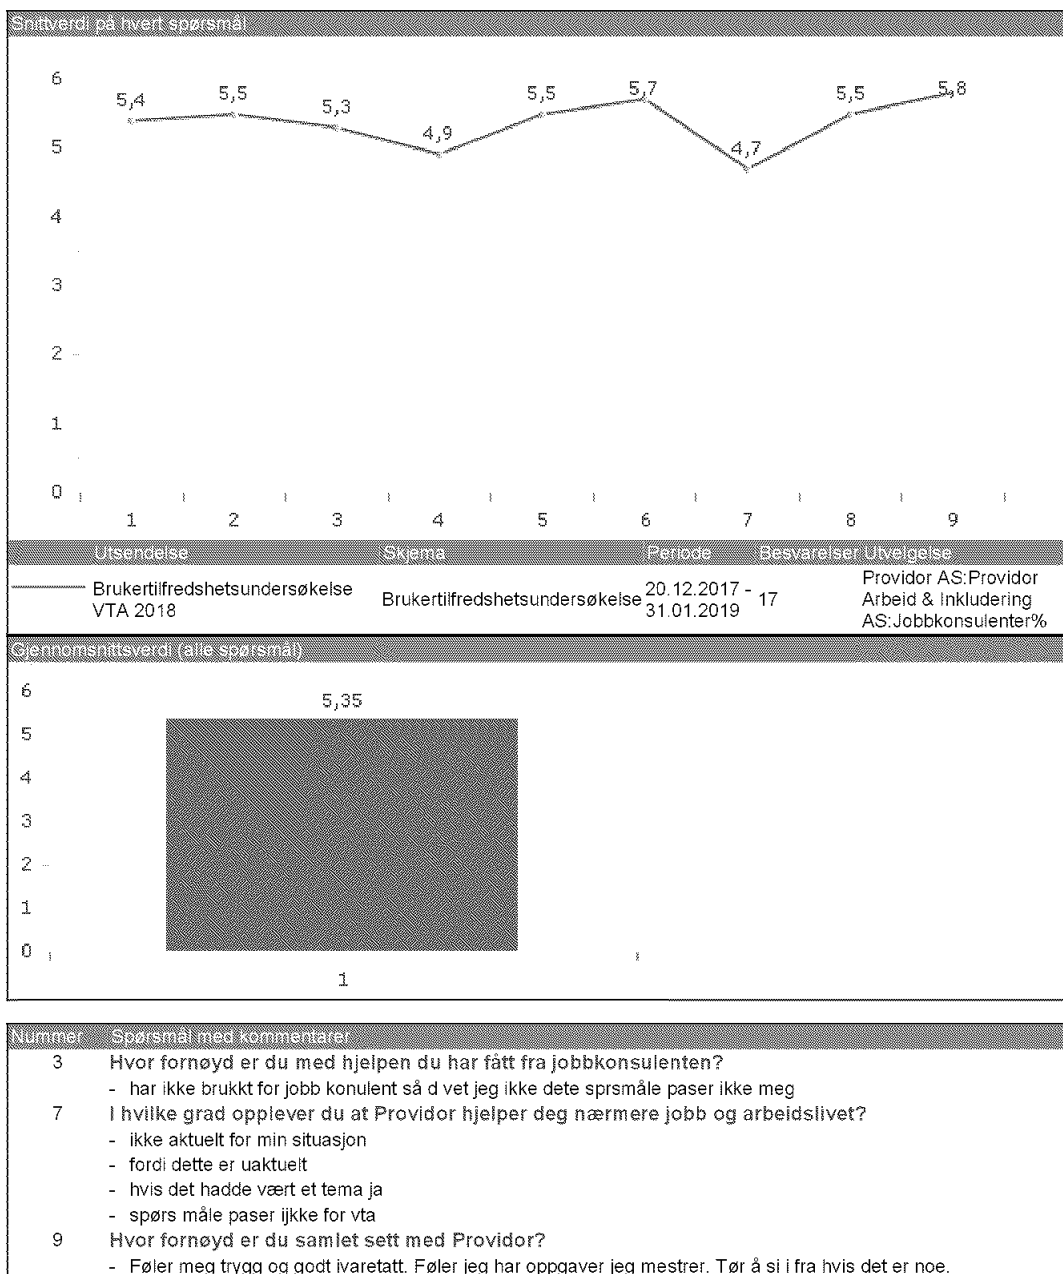 Snittverdi på hvert spørsmål
6
5,4 5,5 5,3 4,9 5,5 5,7 4,7 5,5 5,8
5
4
3
2
1
0
1 2 3 4 5 6 7 8 9
Utsendelse Skjema Periode Besvarelser Utvelgelse
Brukertilfredshetsundersøkelse VTA 2018 Brukertilfredshetsundersøkelse 20.12.2017 - 31.01.2019 17 Providor AS:Providor Arbeid & Inkludering AS:Jobbkonsulenter%
Gjennomsnittsverdi (alle spørsmål)
6
5,35
5
4
3
2
1
0
1
Nummer Spørsmål med kommentarer
3 Hvor fornøyd er du med hjelpen du har fått fra jobbkonsulenten?
- har ikke brukkt for jobb konulent så d vet jeg ikke dete sprsmåle paser ikke meg
7 I hvilke grad opplever du at Providor hjelper deg nærmere jobb og arbeidslivet?
- ikke aktuelt for min situasjon
- fordi dette er uaktuelt
- hvis det hadde vært et tema ja
- spørs måle paser ijkke for vta
9 Hvor fornøyd er du samlet sett med Providor?
- Føler meg trygg og godt ivaretatt. Føler jeg har oppgaver jeg mestrer. Tør å si i fra hvis det er noe.